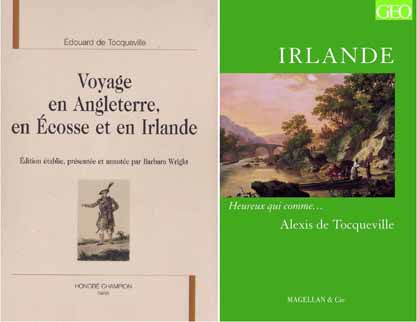 Édouard de Tocqueville
Voyage
en Angleterre,
en Écosse et en Irlande
Édition établie, présentée et annotée par Barbara Wright
HONORÉ CHAMPION
PARIS
GEO
IRLANDE
Heureux qui comme…
Alexis de Tocqueville
MAGELLAN & Cie